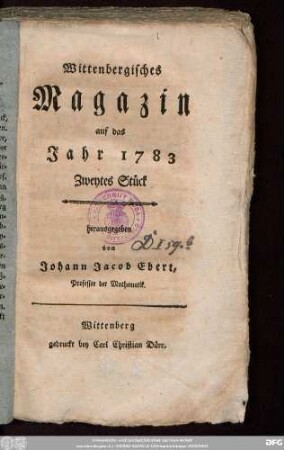 Wittenbergisches
Magazin
auf das
Jahr 1783
Zweytes Stück
herausgegeben
von
Johann Jacob Ebert,
Professor der Mathematik.
Wittenberg
gedruckt bey Carl Christian Dürr.